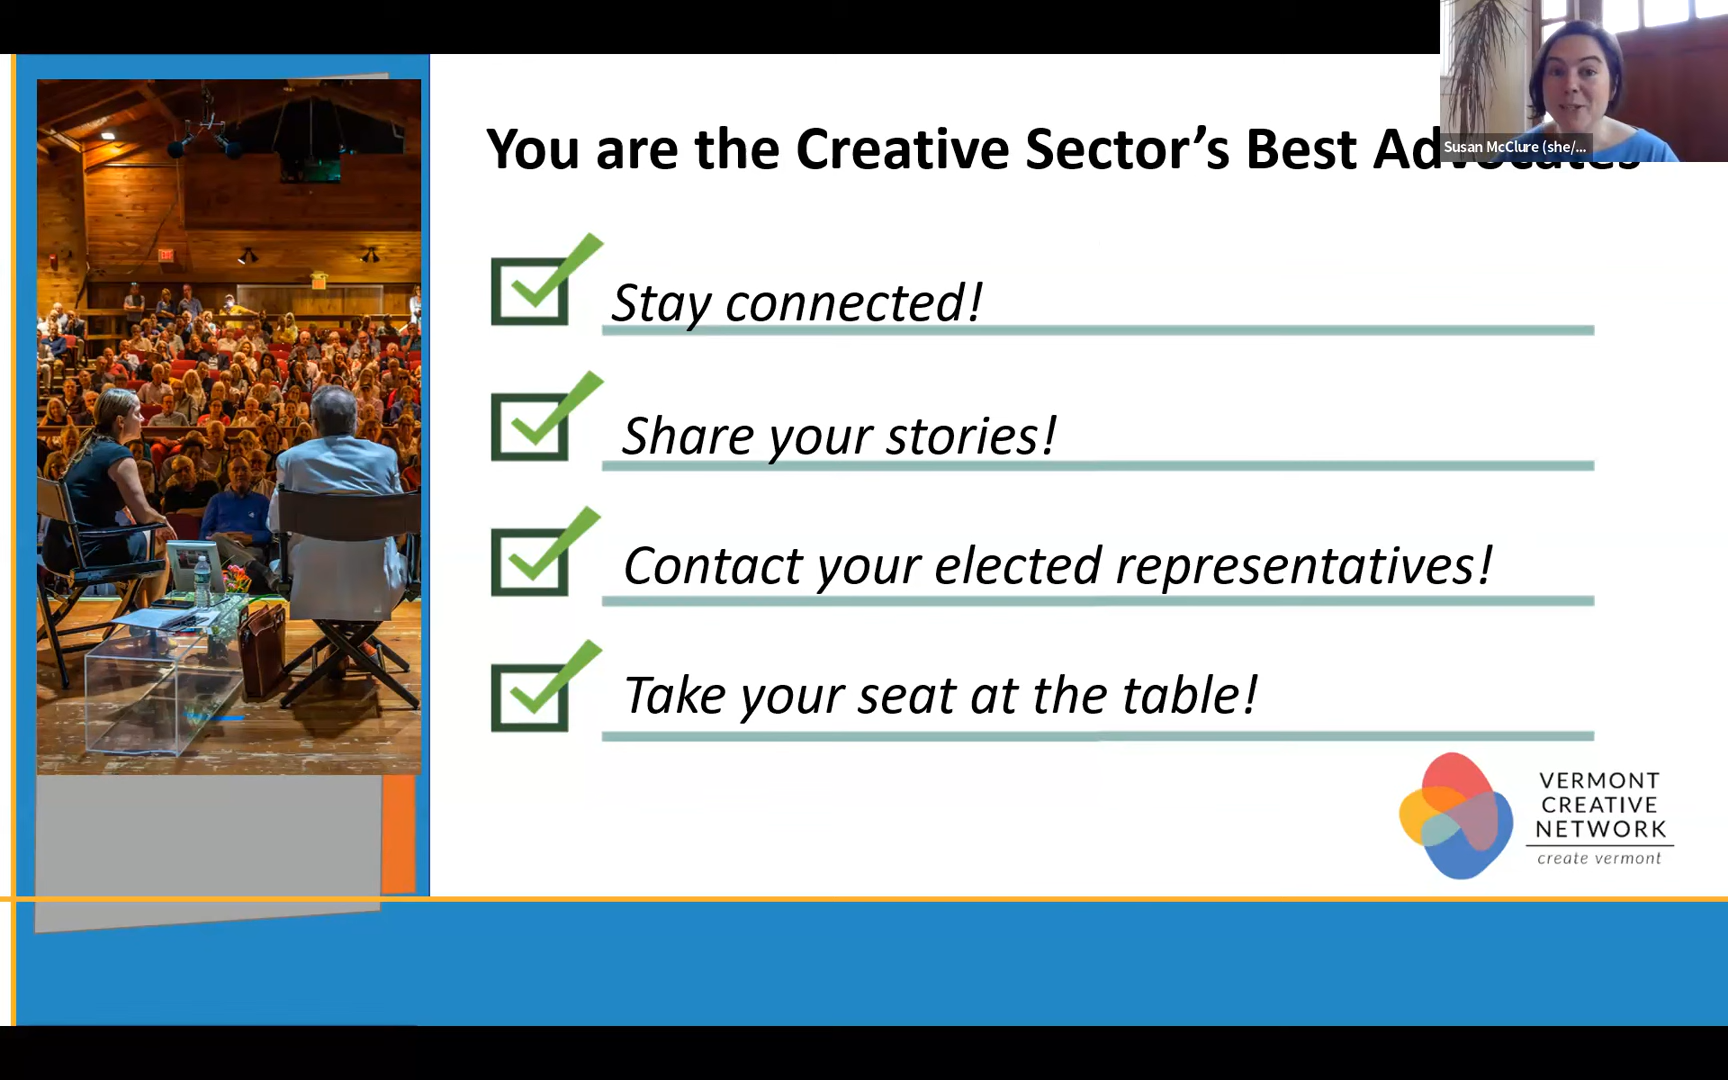 You are the Creative Sector's Best Advocates
Susan McClure (she/...
Stay connected!
Share your stories!
Contact your elected representatives!
Take your seat at the table!
VERMONT
CREATIVE
NETWORK
create vermont